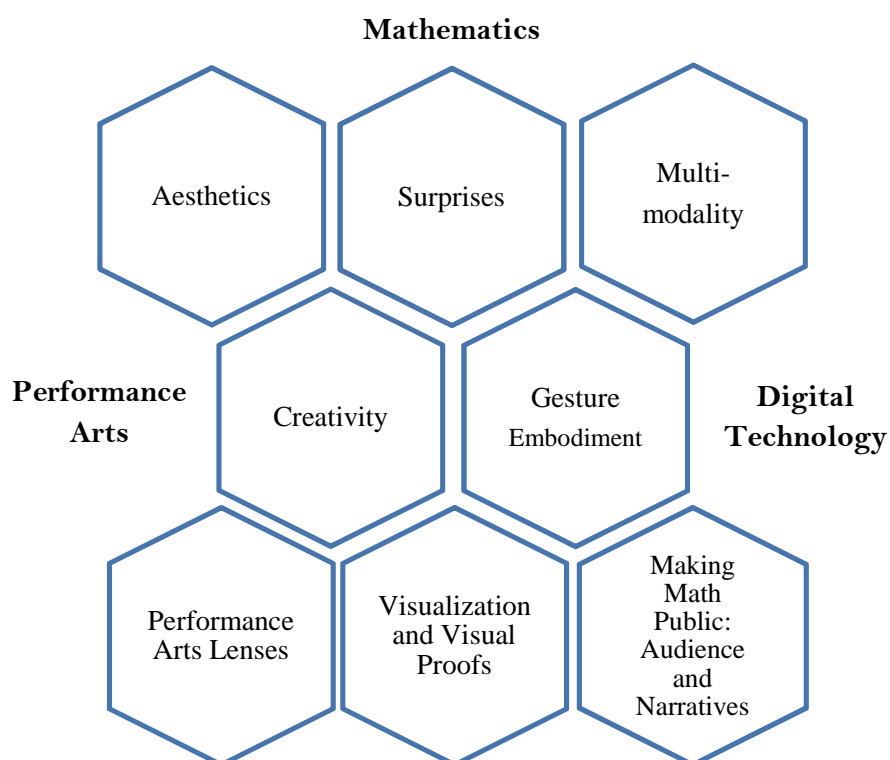 Mathematics
Aesthetics
Surprises
Multi-
modality
Performance
Arts
Creativity
Gesture
Embodiment
Digital
Technology
Performance
Arts Lenses
Visualization
and Visual
Proofs
Making
Math
Public:
Audience
and
Narratives